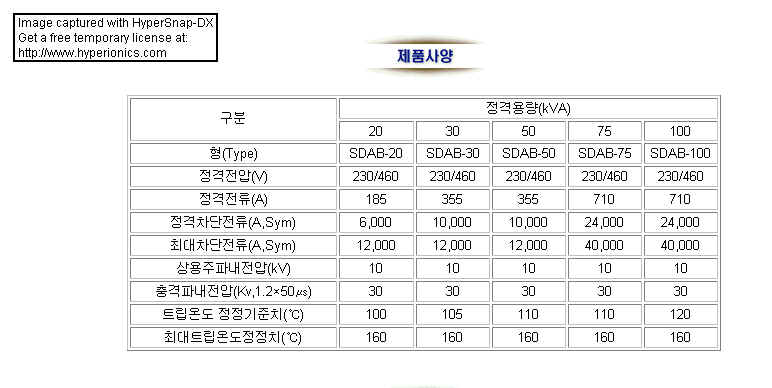 Image captured with HyperSnap-DX
Get a free temporary license at:
http://www.hyperionics.com
제품사양
구분 정격용량(kVA)
20 30 50 75 100
형(Type) SDAB-20 SDAB-30 SDAB-50 SDAB-75 SDAB-100
정격전압(V) 230/460 230/460 230/460 230/460 230/460
정격전류(A) 185 355 355 710 710
정격차단전류(A,Sym) 6,000 10,000 10,000 24,000 24,000
최대차단전류(A,Sym) 12,000 12,000 12,000 40,000 40,000
상용주파내전압(kV) 10 10 10 10 10
충격파내전압(Kv,1.2×50㎲) 30 30 30 30 30
트립온도 정정기준치(℃) 100 105 110 110 120
최대트립온도정정치(℃) 160 160 160 160 160